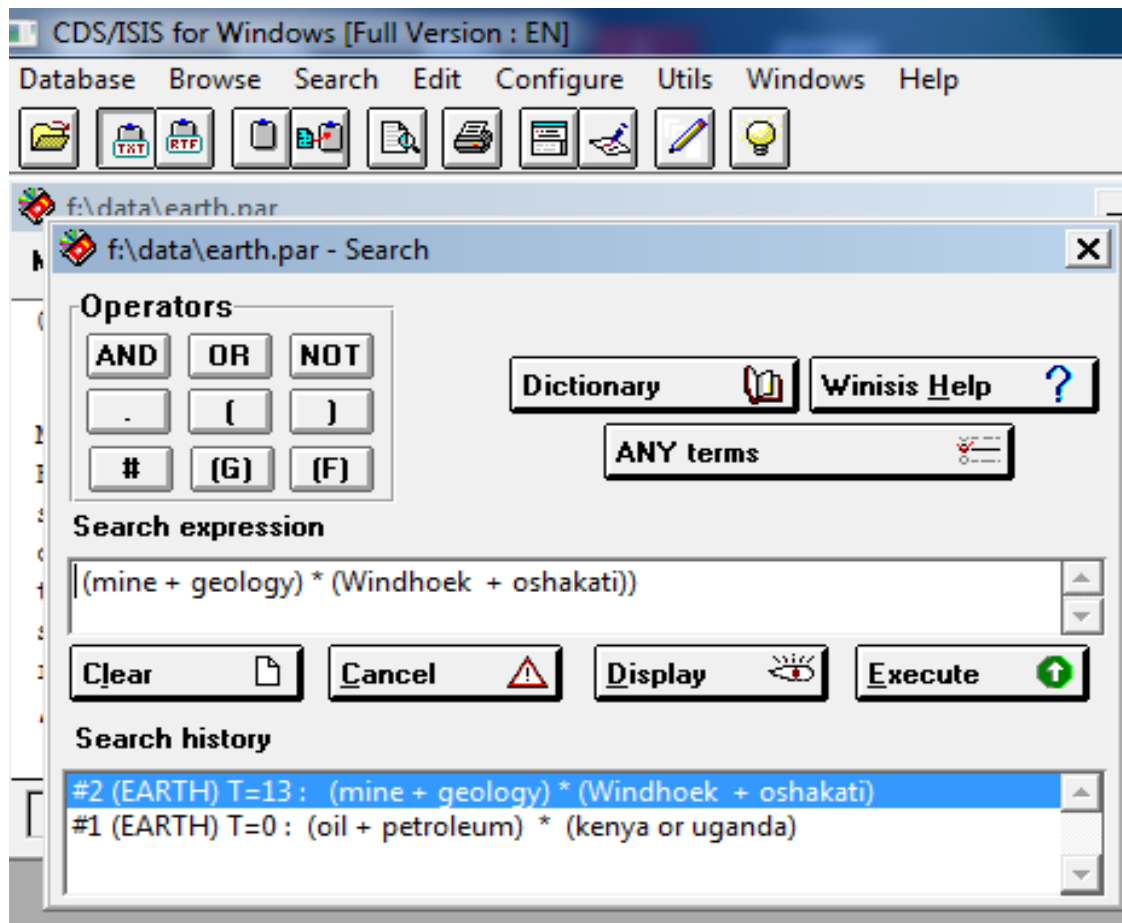 CDS/ISIS for Windows [Full Version : EN]
Database Browse Search Edit Configure Utils Windows Help
TXT RTF
f:\data\earth.par
f:\data\earth.par - Search
Operators
AND OR NOT
. ( )
# (G) (F)
Dictionary Winisis Help ?
ANY terms
Search expression
(mine + geology) * (Windhoek + oshakati))
Clear Cancel Display Execute
Search history
#2 (EARTH) T=13 : (mine + geology) * (Windhoek + oshakati)
#1 (EARTH) T=0 : (oil + petroleum) * (kenya or uganda)